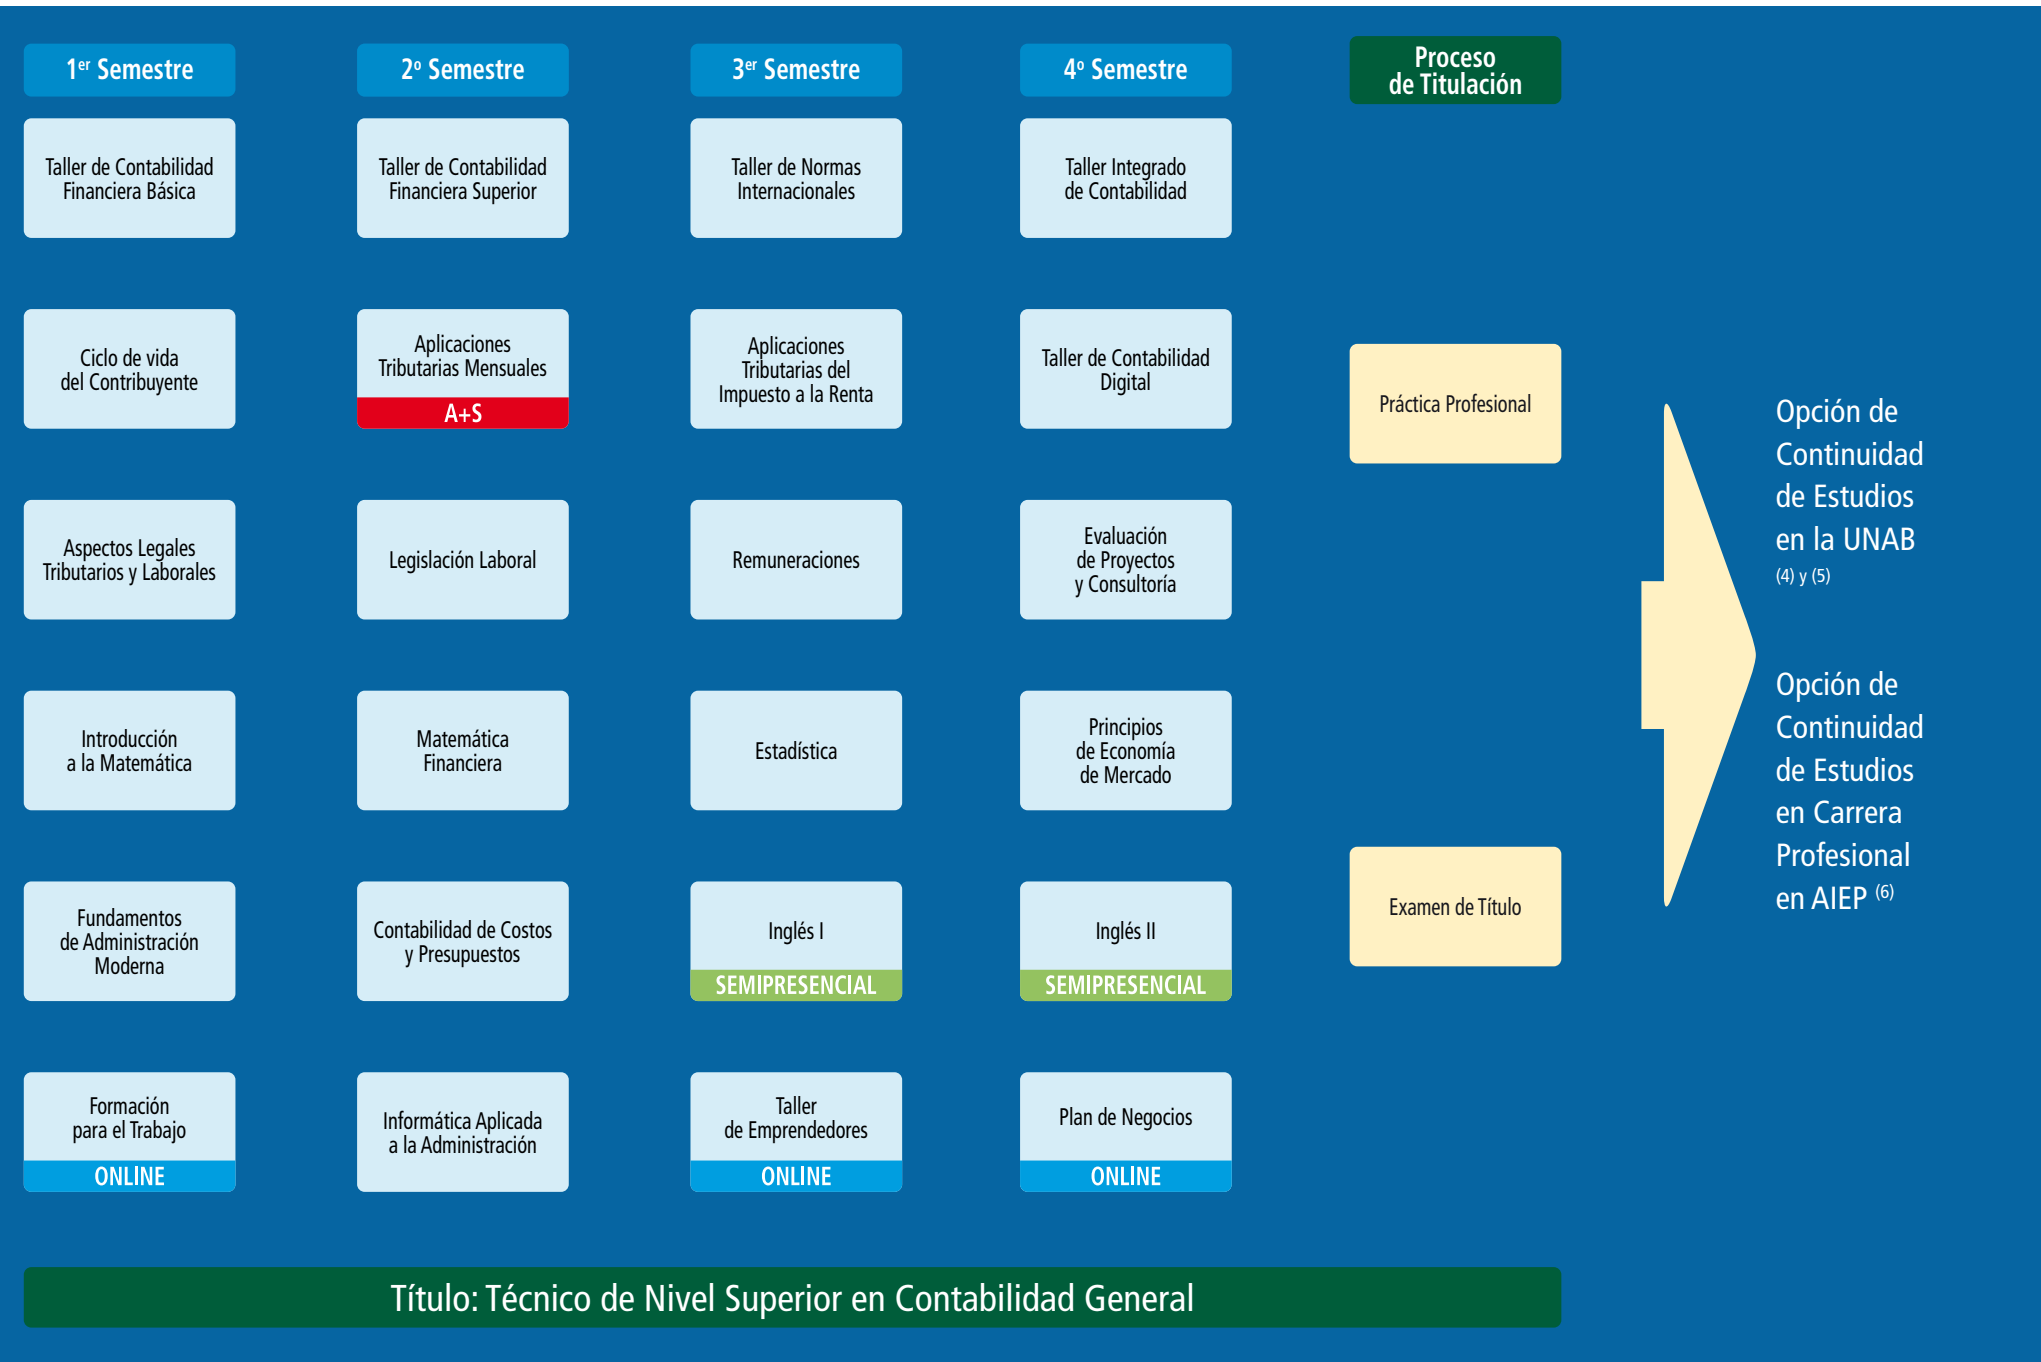 1er Semestre
Taller de Contabilidad
Financiera Básica
Ciclo de vida
del Contribuyente
Aspectos Legales
Tributarios y Laborales
Introducción
a la Matemática
Fundamentos
de Administración
Moderna
Formación
para el Trabajo
ONLINE
2º Semestre
Taller de Contabilidad
Financiera Superior
Aplicaciones
Tributarias Mensuales
A+S
Legislación Laboral
Matemática
Financiera
Contabilidad de Costos
y Presupuestos
Informática Aplicada
a la Administración
3er Semestre
Taller de Normas
Internacionales
Aplicaciones
Tributarias del
Impuesto a la Renta
Remuneraciones
Estadística
Inglés I
SEMIPRESENCIAL
Taller
de Emprendedores
ONLINE
4º Semestre
Taller Integrado
de Contabilidad
Taller de Contabilidad
Digital
Evaluación
de Proyectos
y Consultoría
Principios
de Economía
de Mercado
Inglés II
SEMIPRESENCIAL
Plan de Negocios
ONLINE
Proceso
de Titulación
Práctica Profesional
Examen de Título
Opción de
Continuidad
de Estudios
en la UNAB
(4) y (5)
Opción de
Continuidad
de Estudios
en Carrera
Profesional
en AIEP (6)
Título: Técnico de Nivel Superior en Contabilidad General